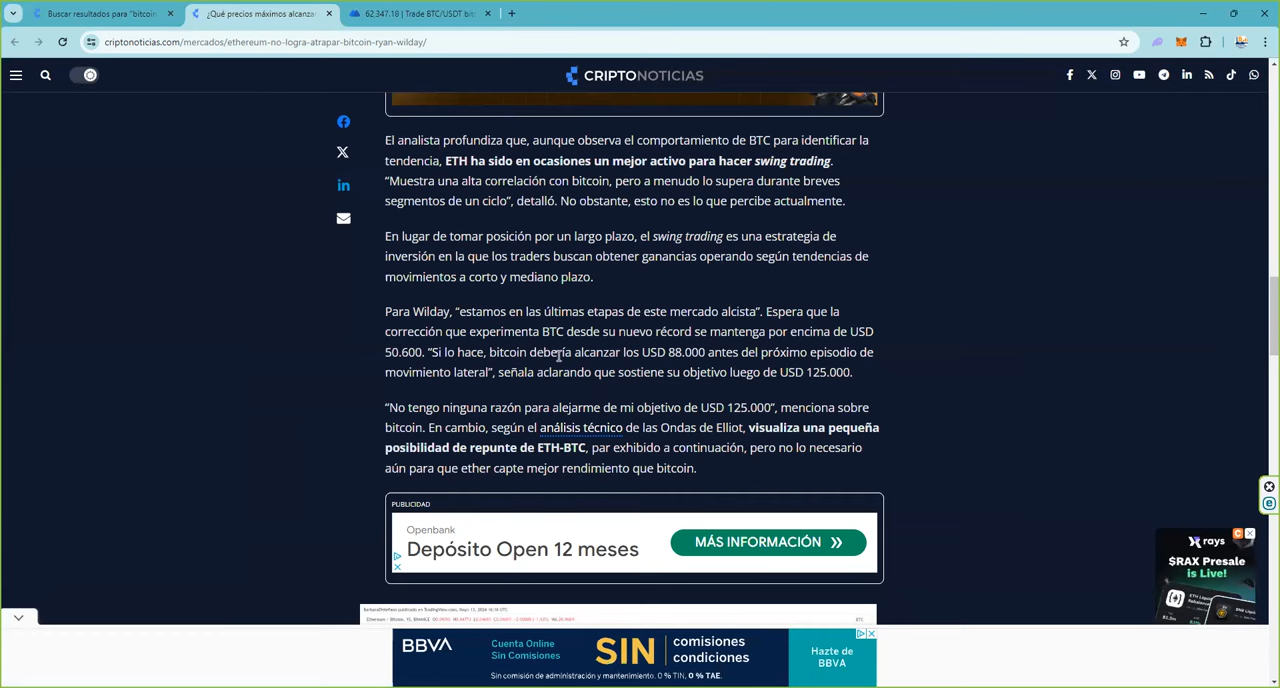 Buscar resultados para "bitcoin
¿Qué precios máximos alcanzar
62.347.18 | Trade BTC/USDT bit
criptonoticias.com/mercados/ethereum-no-logra-atrapar-bitcoin-ryan-wilday/
CRIPTONOTICIAS
El analista profundiza que, aunque observa el comportamiento de BTC para identificar la
tendencia, ETH ha sido en ocasiones un mejor activo para hacer swing trading.
“Muestra una alta correlación con bitcoin, pero a menudo lo supera durante breves
segmentos de un ciclo”, detalló. No obstante, esto no es lo que percibe actualmente.
En lugar de tomar posición por un largo plazo, el swing trading es una estrategia de
inversión en la que los traders buscan obtener ganancias operando según tendencias de
movimientos a corto y mediano plazo.
Para Wilday, “estamos en las últimas etapas de este mercado alcista”. Espera que la
corrección que experimenta BTC desde su nuevo récord se mantenga por encima de USD
50.600. “Si lo hace, bitcoin debería alcanzar los USD 88.000 antes del próximo episodio de
movimiento lateral”, señala aclarando que sostiene su objetivo luego de USD 125.000.
“No tengo ninguna razón para alejarme de mi objetivo de USD 125.000”, menciona sobre
bitcoin. En cambio, según el análisis técnico de las Ondas de Elliot, visualiza una pequeña
posibilidad de repunte de ETH-BTC, par exhibido a continuación, pero no lo necesario
aún para que ether capte mejor rendimiento que bitcoin.
PUBLICIDAD
Openbank
Depósito Open 12 meses
MÁS INFORMACIÓN
rays
$RAX Presale
is Live!
BBVA
Cuenta Online
Sin Comisiones
SIN
comisiones
condiciones
Sin comisión de administración y mantenimiento. 0 % TIN, 0 % TAE.
Hazte de
BBVA